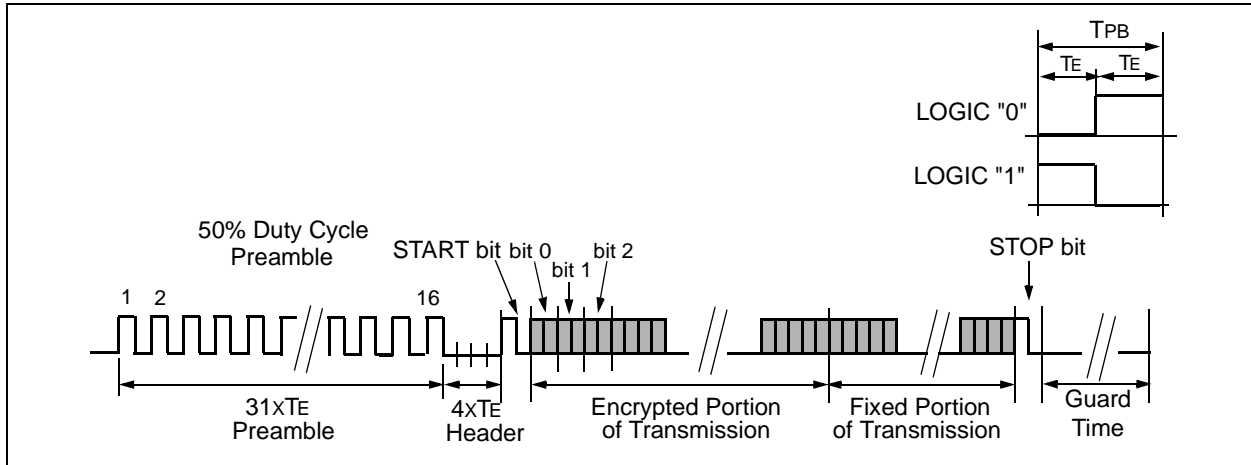 TPB
TE TE
LOGIC "0"
LOGIC "1"
50% Duty Cycle
Preamble
START bit bit 0 bit 1 bit 2
STOP bit
1 2 16
31xTE
Preamble
4xTE
Header
Encrypted Portion
of Transmission
Fixed Portion
of Transmission
Guard
Time